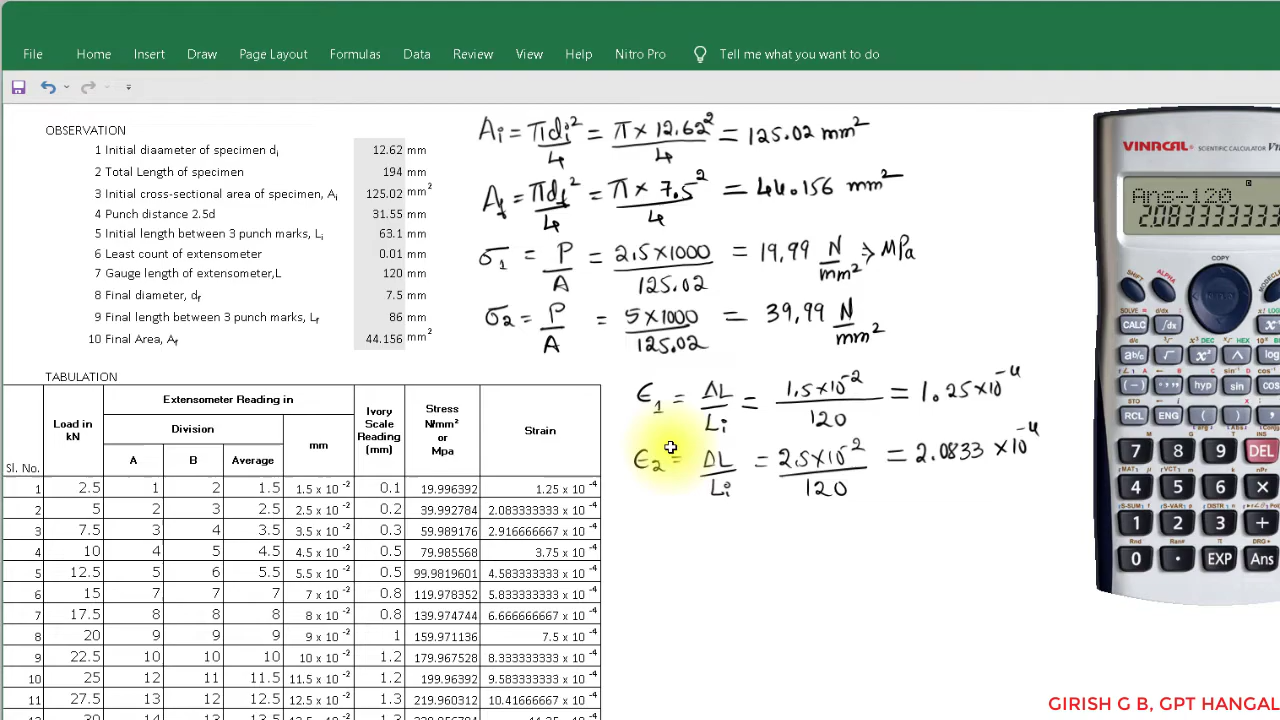 File Home Insert Draw Page Layout Formulas Data Review View Help Nitro Pro Tell me what you want to do
OBSERVATION
1 Initial diameter of specimen di 12.62 mm
2 Total Length of specimen 194 mm
3 Initial cross-sectional area of specimen, Ai 125.02 mm²
4 Punch distance 2.5d 31.55 mm
5 Initial length between 3 punch marks, Li 63.1 mm
6 Least count of extensometer 0.01 mm
7 Gauge length of extensometer,L 120 mm
8 Final diameter, df 7.5 mm
9 Final length between 3 punch marks, Lf 86 mm
10 Final Area, Af 44.156 mm²
Ai = πdi²/4 = π × 12.62²/4 = 125.02 mm²
Af = πdf²/4 = π × 7.5²/4 = 44.156 mm²
σ1 = P/A = 2.5×1000/125.02 = 19,99 N/mm² → MPa
σ2 = P/A = 5×1000/125.02 = 39,99 N/mm²
ϵ1 = ΔL/Li = 1.5×10⁻²/120 = 1.25×10⁻⁴
ϵ2 = ΔL/Li = 2.5×10⁻²/120 = 2.0833 ×10⁻⁴
TABULATION
Sl. No. Load in kN Extensometer Reading in Division A B Average mm Ivory Scale Reading (mm) Stress N/mm² or Mpa Strain
1 2.5 1 2 1.5 1.5 x 10 -2 0.1 19.996392 1.25 x 10 -4
2 5 2 3 2.5 2.5 x 10 -2 0.2 39.992784 2.083333333 x 10 -4
3 7.5 3 4 3.5 3.5 x 10 -2 0.3 59.989176 2.916666667 x 10 -4
4 10 4 5 4.5 4.5 x 10 -2 0.5 79.985568 3.75 x 10 -4
5 12.5 5 6 5.5 5.5 x 10 -2 0.5 99.9819601 4.583333333 x 10 -4
6 15 7 7 7 7 x 10 -2 0.8 119.978352 5.833333333 x 10 -4
7 17.5 8 8 8 8 x 10 -2 0.8 139.974744 6.666666667 x 10 -4
8 20 9 9 9 9 x 10 -2 1 159.971136 7.5 x 10 -4
9 22.5 10 10 10 10 x 10 -2 1.2 179.967528 8.333333333 x 10 -4
10 25 12 11 11.5 11.5 x 10 -2 1.2 199.96392 9.583333333 x 10 -4
11 27.5 13 12 12.5 12.5 x 10 -2 1.3 219.960312 10.41666667 x 10 -4
VINACAL SCIENTIFIC CALCULATOR
Ans÷120
2.083333333
COPY
SHIFT ALPHA MODE
SOLVE = d/dx
CALC ∫dx
ab/c √ x² ^ log
(−) °,,, hyp sin cos
RCL ENG ( ) ,
7 8 9 DEL
4 5 6 ×
1 2 3 +
0 · EXP Ans
GIRISH G B, GPT HANGAL